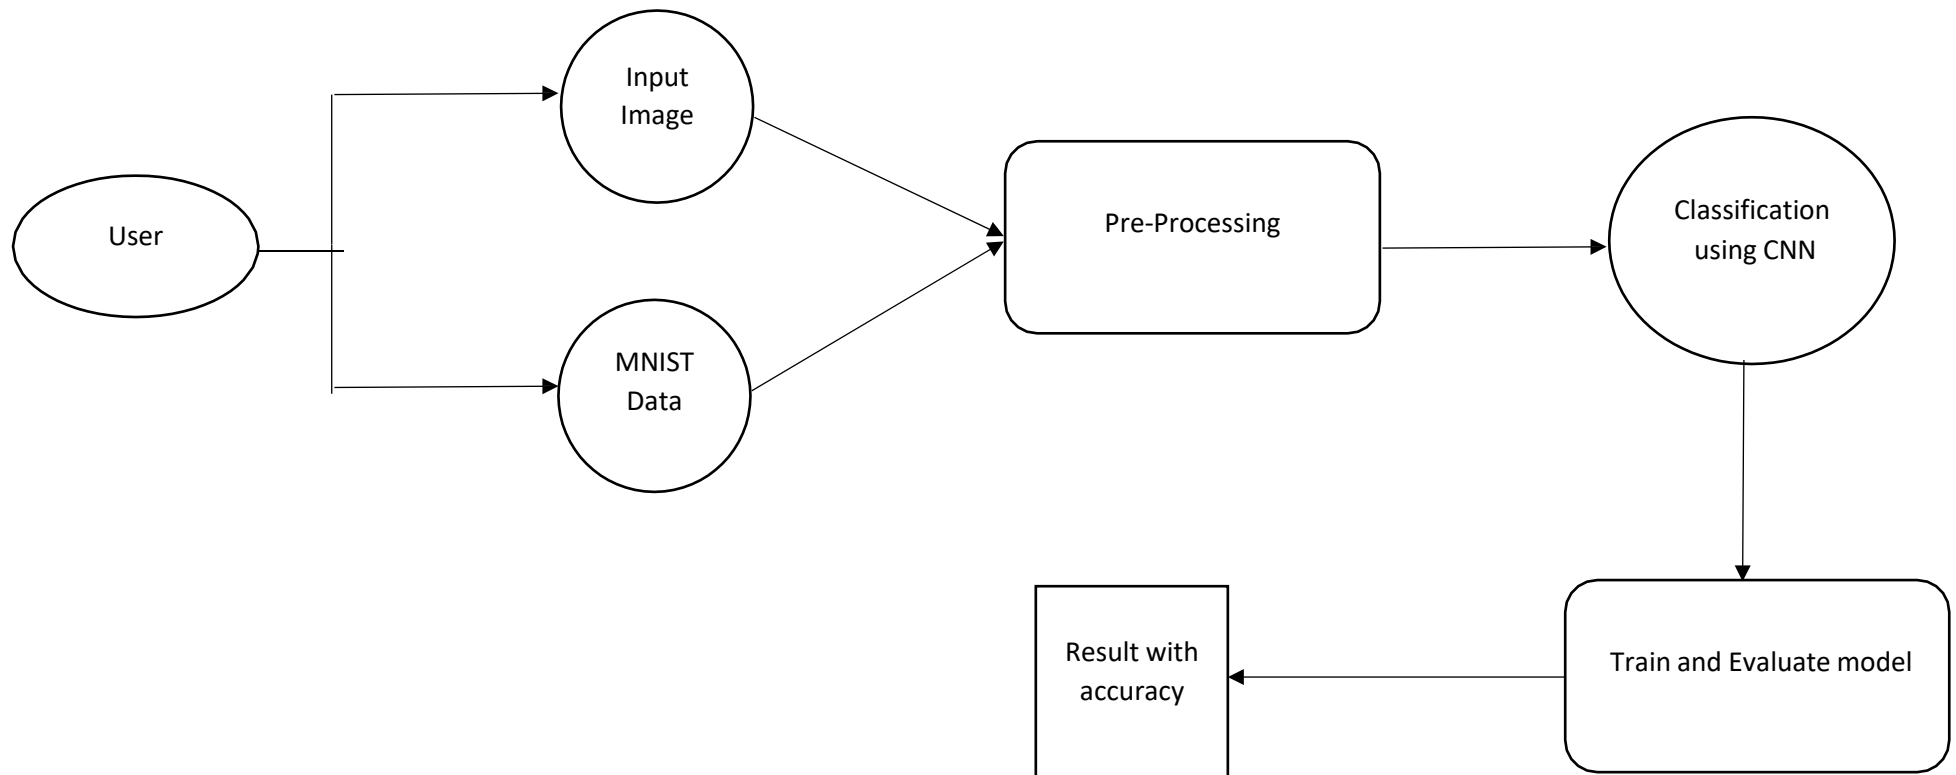 User
Input
Image
MNIST
Data
Pre-Processing
Classification
using CNN
Train and Evaluate model
Result with
accuracy